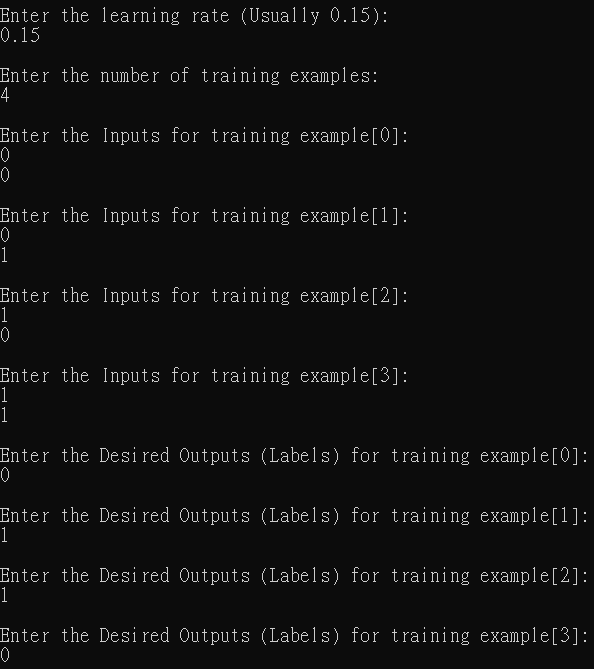 Enter the learning rate (Usually 0.15):
0.15
Enter the number of training examples:
4
Enter the Inputs for training example[0]:
0
0
Enter the Inputs for training example[1]:
0
1
Enter the Inputs for training example[2]:
1
0
Enter the Inputs for training example[3]:
1
1
Enter the Desired Outputs (Labels) for training example[0]:
0
Enter the Desired Outputs (Labels) for training example[1]:
1
Enter the Desired Outputs (Labels) for training example[2]:
1
Enter the Desired Outputs (Labels) for training example[3]:
0